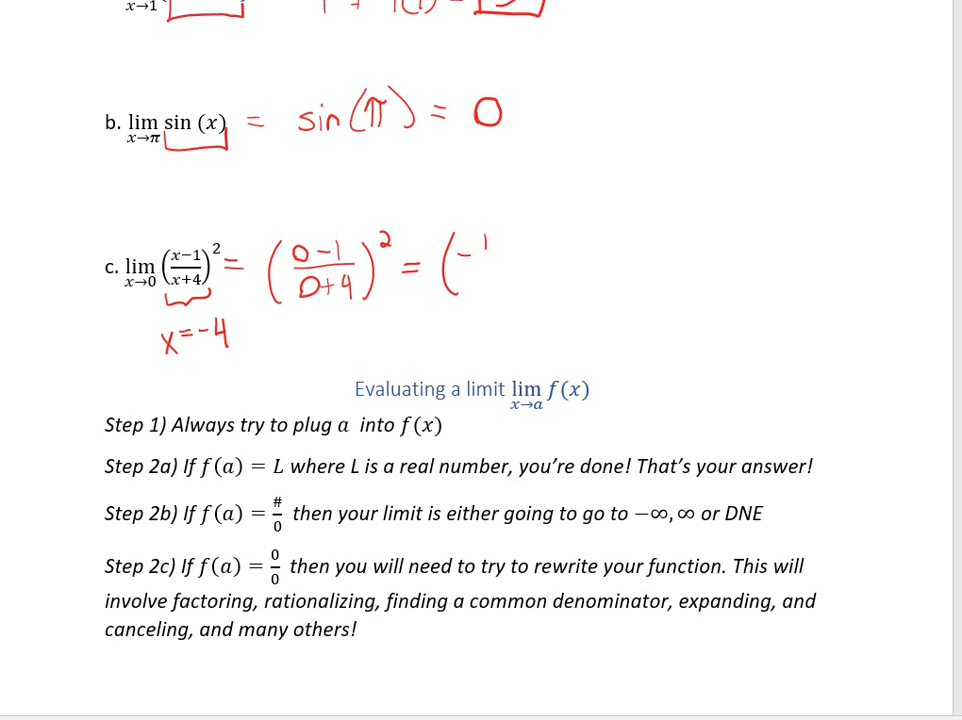 x→1
b. lim sin (x) = sin(π) = 0
x→π
c. lim ((x−1)/(x+4))² = ((0-1)/(0+4))² = (-1
x→0
x=-4
Evaluating a limit lim f(x)
x→a
Step 1) Always try to plug a into f(x)
Step 2a) If f(a) = L where L is a real number, you're done! That's your answer!
Step 2b) If f(a) = #/0 then your limit is either going to go to −∞, ∞ or DNE
Step 2c) If f(a) = 0/0 then you will need to try to rewrite your function. This will
involve factoring, rationalizing, finding a common denominator, expanding, and
canceling, and many others!